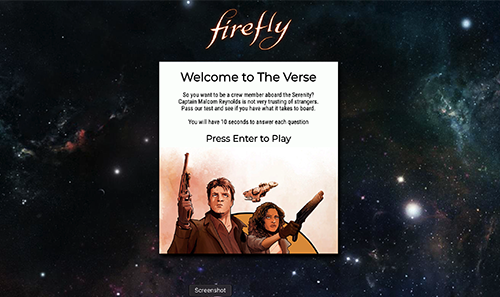 firefly
Welcome to The Verse
So you want to be a crew member aboard the Serenity?
Captain Malcom Reynolds is not very trusting of strangers.
Pass our test and see if you have what it takes to board.
You will have 10 seconds to answer each question
Press Enter to Play
Screenshot